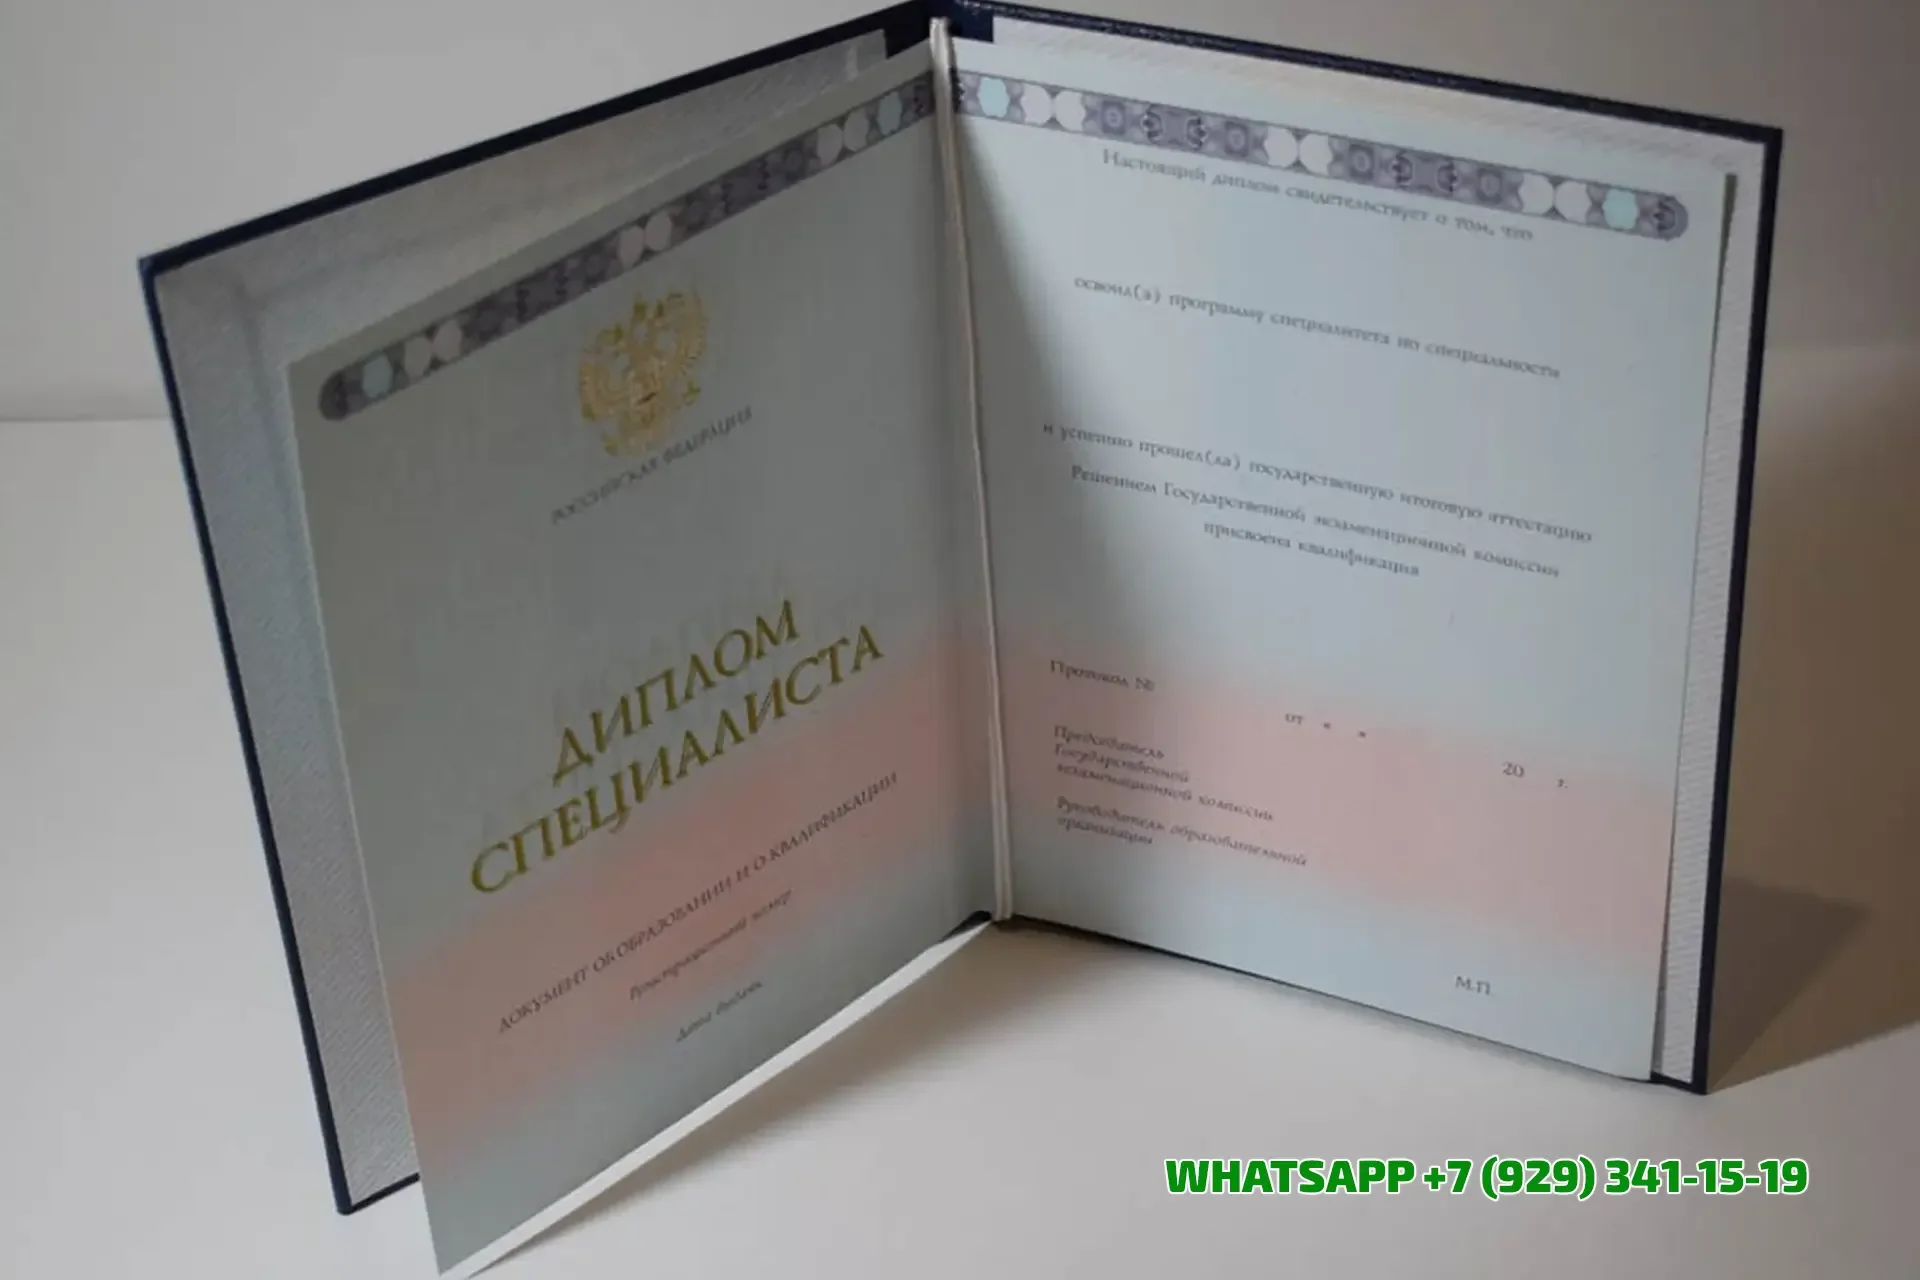 РОССИЙСКАЯ ФЕДЕРАЦИЯ
ДИПЛОМ
СПЕЦИАЛИСТА
ДОКУМЕНТ ОБ ОБРАЗОВАНИИ И О КВАЛИФИКАЦИИ
Регистрационный номер
Дата выдачи
Настоящий диплом свидетельствует о том, что
освоил(а) программу специалитета по специальности
и успешно прошел(ла) государственную итоговую аттестацию
Решением Государственной экзаменационной комиссии
присвоена квалификация
Протокол №
от « »
20 г.
Председатель
Государственной
экзаменационной комиссии
Руководитель образовательной
организации
М.П.
WHATSAPP +7 (929) 341-15-19